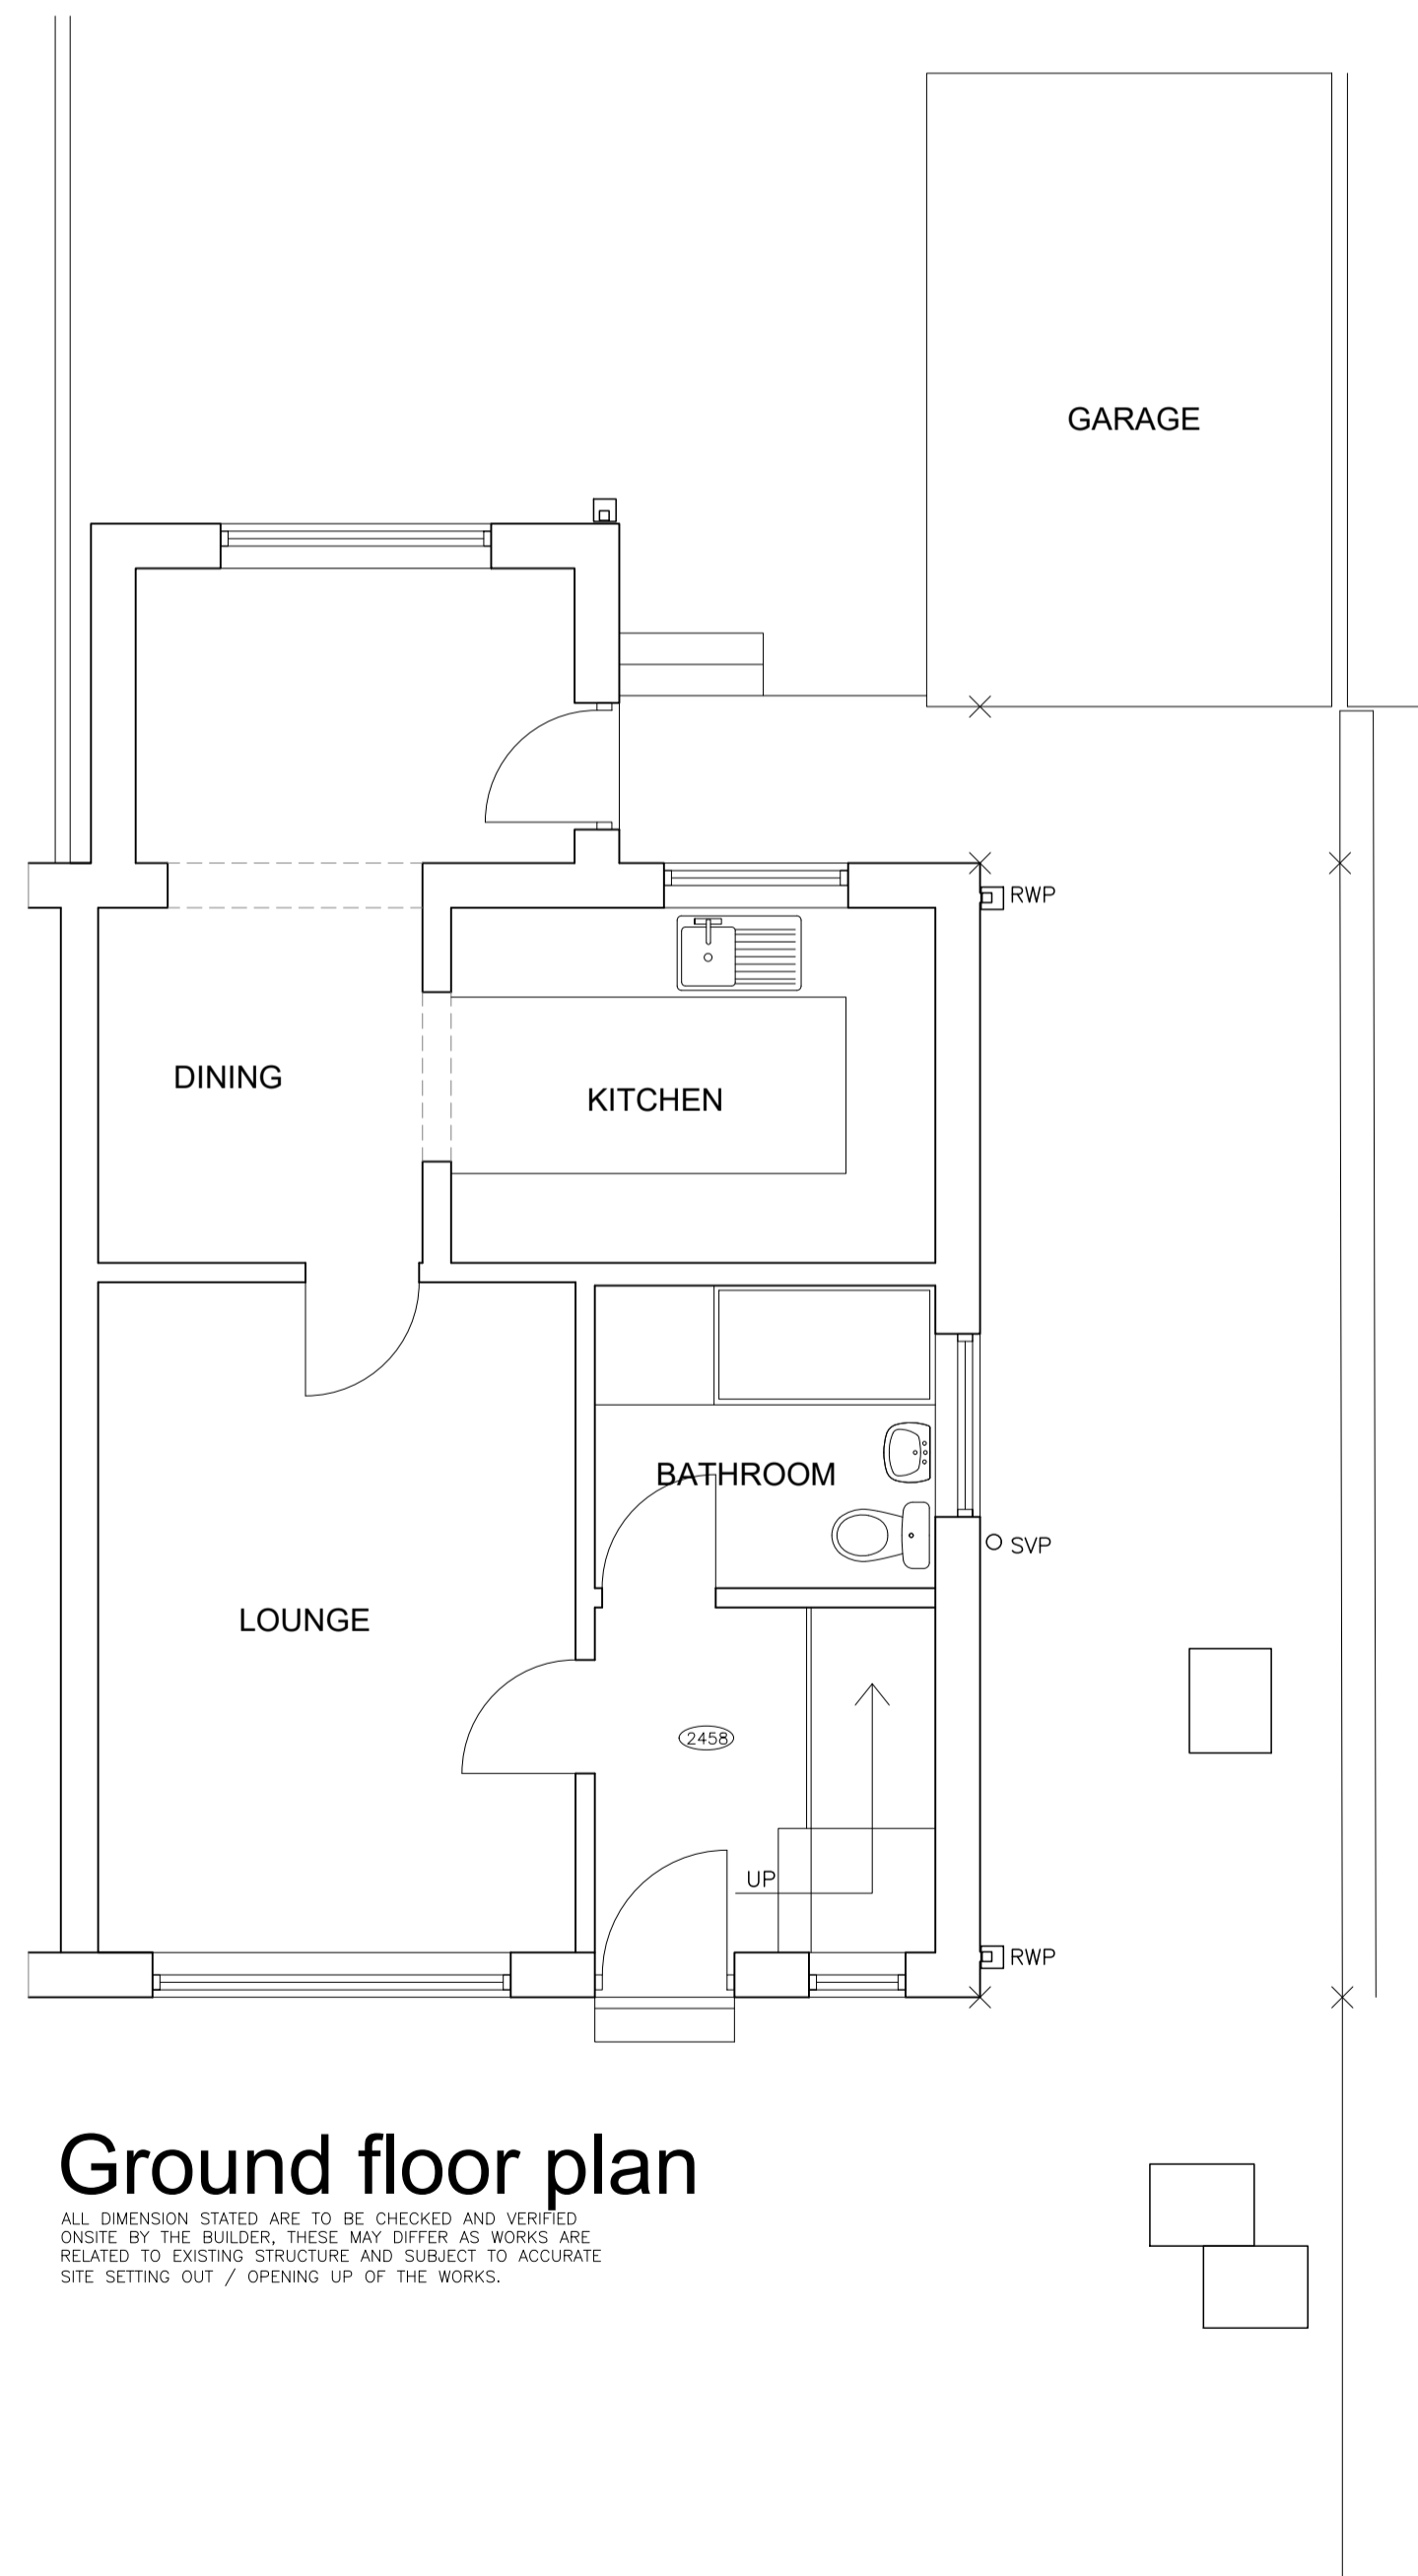 GARAGE
RWP
DINING
KITCHEN
BATHROOM
SVP
LOUNGE
2458
UP
RWP
Ground floor plan
ALL DIMENSION STATED ARE TO BE CHECKED AND VERIFIED
ONSITE BY THE BUILDER, THESE MAY DIFFER AS WORKS ARE
RELATED TO EXISTING STRUCTURE AND SUBJECT TO ACCURATE
SITE SETTING OUT / OPENING UP OF THE WORKS.